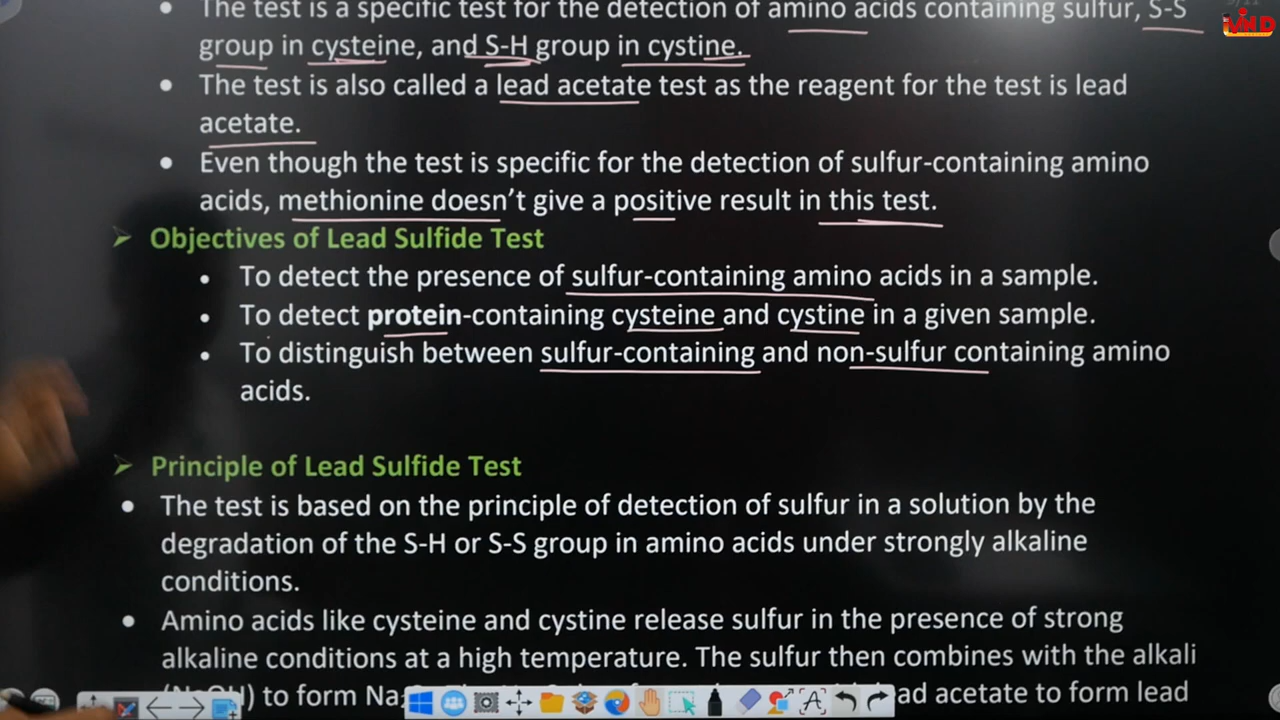 The test is a specific test for the detection of amino acids containing sulfur, S-S
group in cysteine, and S-H group in cystine.
The test is also called a lead acetate test as the reagent for the test is lead
acetate.
Even though the test is specific for the detection of sulfur-containing amino
acids, methionine doesn't give a positive result in this test.
Objectives of Lead Sulfide Test
To detect the presence of sulfur-containing amino acids in a sample.
To detect protein-containing cysteine and cystine in a given sample.
To distinguish between sulfur-containing and non-sulfur containing amino
acids.
Principle of Lead Sulfide Test
The test is based on the principle of detection of sulfur in a solution by the
degradation of the S-H or S-S group in amino acids under strongly alkaline
conditions.
Amino acids like cysteine and cystine release sulfur in the presence of strong
alkaline conditions at a high temperature. The sulfur then combines with the alkali
to form acetate to form lead